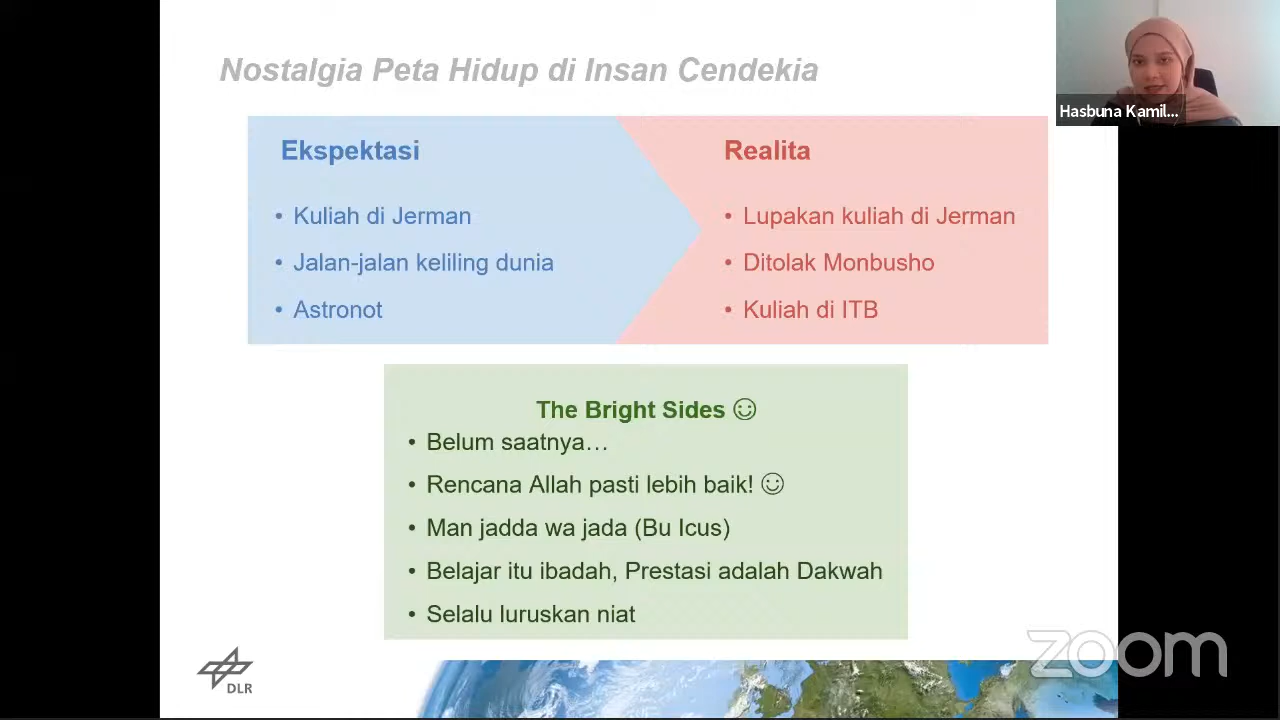 Nostalgia Peta Hidup di Insan Cendekia
Hasbuna Kamil...
Ekspektasi
• Kuliah di Jerman
• Jalan-jalan keliling dunia
• Astronot
Realita
• Lupakan kuliah di Jerman
• Ditolak Monbusho
• Kuliah di ITB
The Bright Sides ☺
• Belum saatnya…
• Rencana Allah pasti lebih baik! ☺
• Man jadda wa jada (Bu Icus)
• Belajar itu ibadah, Prestasi adalah Dakwah
• Selalu luruskan niat
DLR
zoom